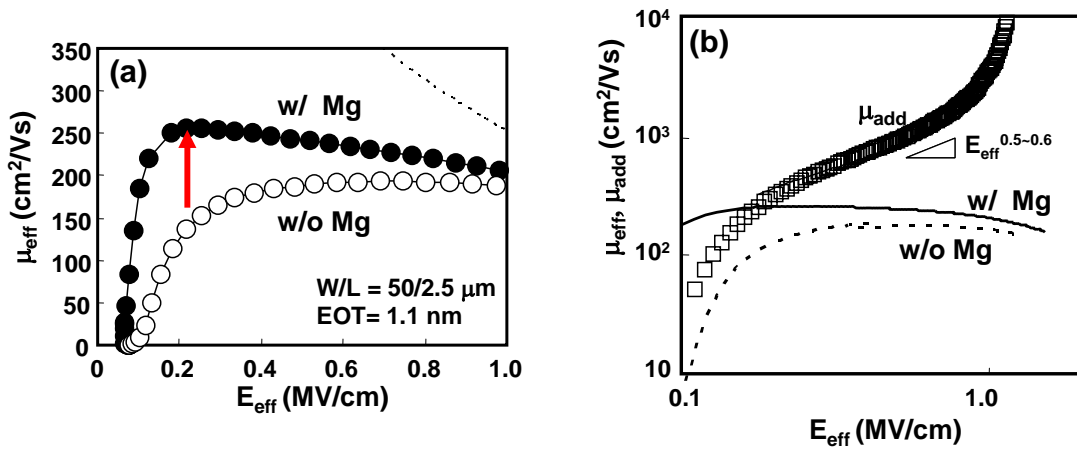 (a)
350
300
250
200
150
100
50
0
μeff (cm²/Vs)
w/ Mg
w/o Mg
W/L = 50/2.5 μm
EOT= 1.1 nm
0 0.2 0.4 0.6 0.8 1.0
Eeff (MV/cm)
(b)
10⁴
10³
10²
10
μeff, μadd (cm²/Vs)
μadd
Eeff^0.5~0.6
w/ Mg
w/o Mg
0.1 1.0
Eeff (MV/cm)